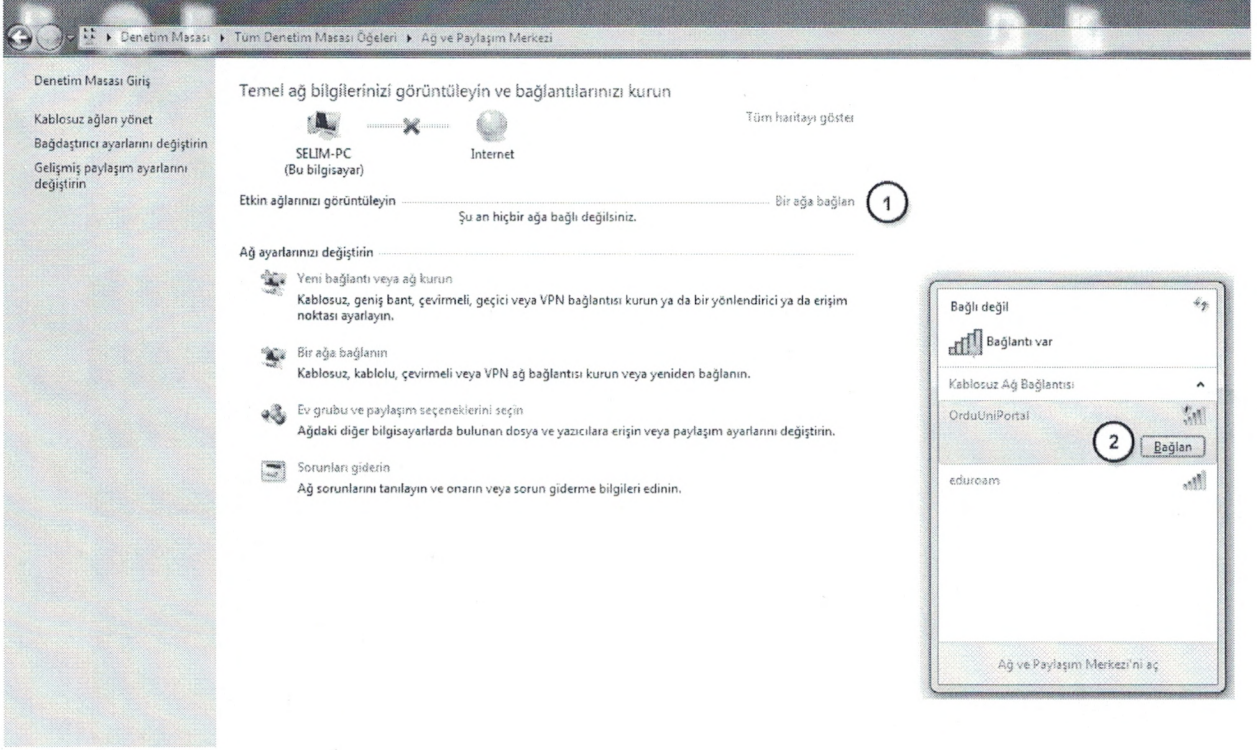 Denetim Masası ▸ Tüm Denetim Masası Öğeleri ▸ Ağ ve Paylaşım Merkezi
Denetim Masası Giriş
Kablosuz ağları yönet
Bağdaştırıcı ayarlarını değiştirin
Gelişmiş paylaşım ayarlarını
değiştirin
Temel ağ bilgilerinizi görüntüleyin ve bağlantılarınızı kurun
Tüm haritayı göster
SELIM-PC
(Bu bilgisayar)
Internet
Etkin ağlarınızı görüntüleyin
Bir ağa bağlan
1
Şu an hiçbir ağa bağlı değilsiniz.
Ağ ayarlarınızı değiştirin
Yeni bağlantı veya ağ kurun
Kablosuz, geniş bant, çevirmeli, geçici veya VPN bağlantısı kurun ya da bir yönlendirici ya da erişim
noktası ayarlayın.
Bir ağa bağlanın
Kablosuz, kablolu, çevirmeli veya VPN ağ bağlantısı kurun veya yeniden bağlanın.
Ev grubu ve paylaşım seçeneklerini seçin
Ağdaki diğer bilgisayarlarda bulunan dosya ve yazıcılara erişin veya paylaşım ayarlarını değiştirin.
Sorunları giderin
Ağ sorunlarını tanılayın ve onarın veya sorun giderme bilgileri edinin.
Bağlı değil
Bağlantı var
Kablosuz Ağ Bağlantısı
OrduUniPortal
2
Bağlan
eduroam
Ağ ve Paylaşım Merkezi'ni aç